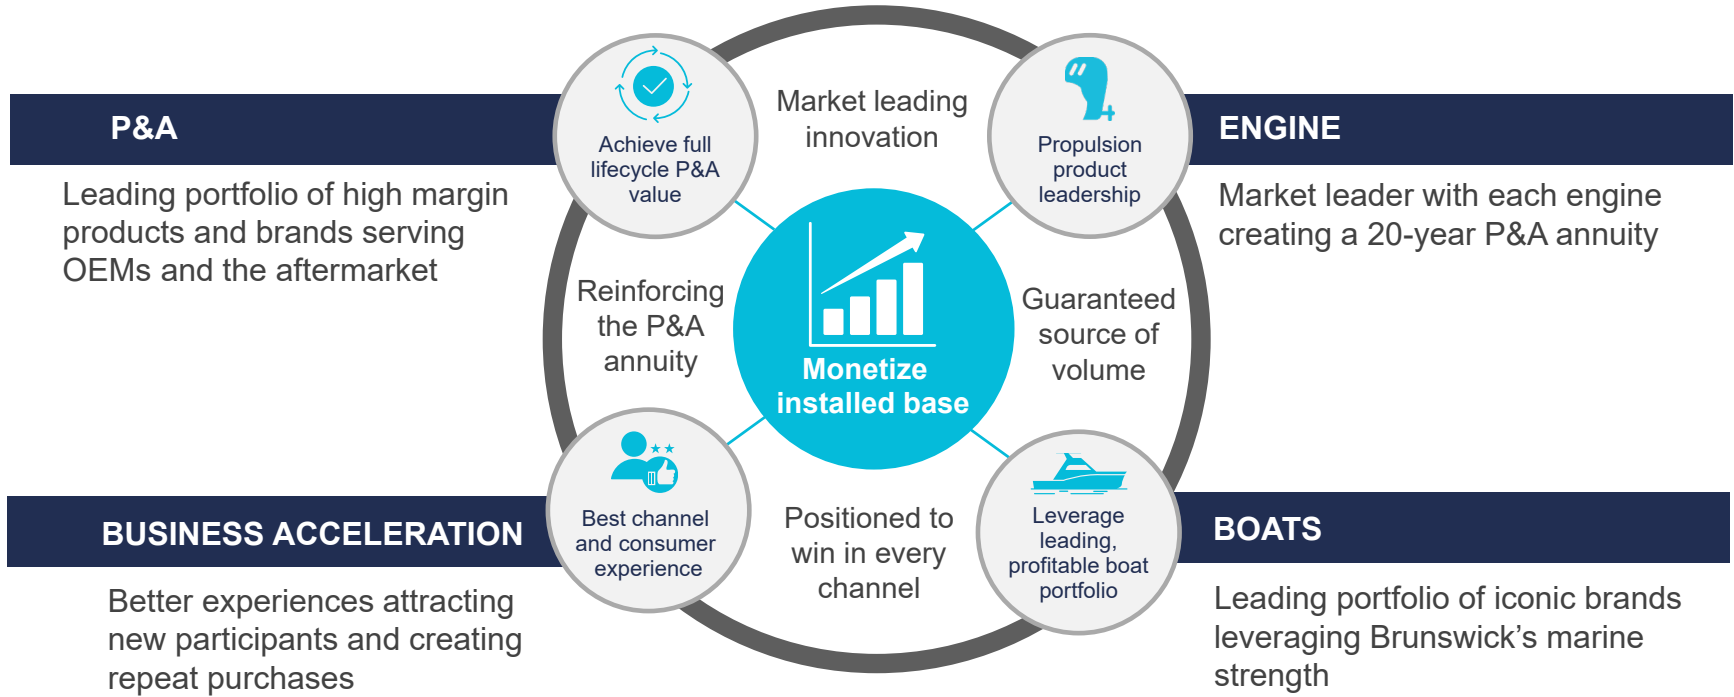 P&A
Leading portfolio of high margin
products and brands serving
OEMs and the aftermarket
Achieve full
lifecycle P&A
value
Market leading
innovation
Propulsion
product
leadership
ENGINE
Market leader with each engine
creating a 20-year P&A annuity
Reinforcing
the P&A
annuity
Monetize
installed base
Guaranteed
source of
volume
BUSINESS ACCELERATION
Better experiences attracting
new participants and creating
repeat purchases
Best channel
and consumer
experience
Positioned to
win in every
channel
Leverage
leading,
profitable boat
portfolio
BOATS
Leading portfolio of iconic brands
leveraging Brunswick’s marine
strength